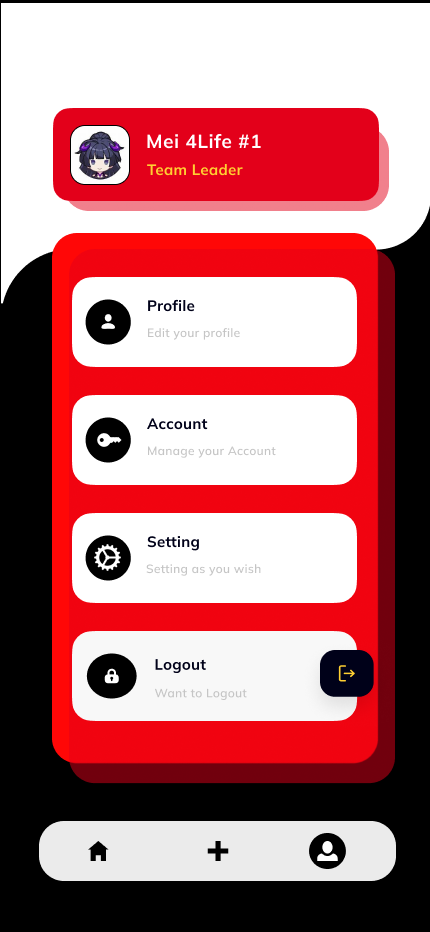 Mei 4Life #1
Team Leader
Profile
Edit your profile
Account
Manage your Account
Setting
Setting as you wish
Logout
Want to Logout